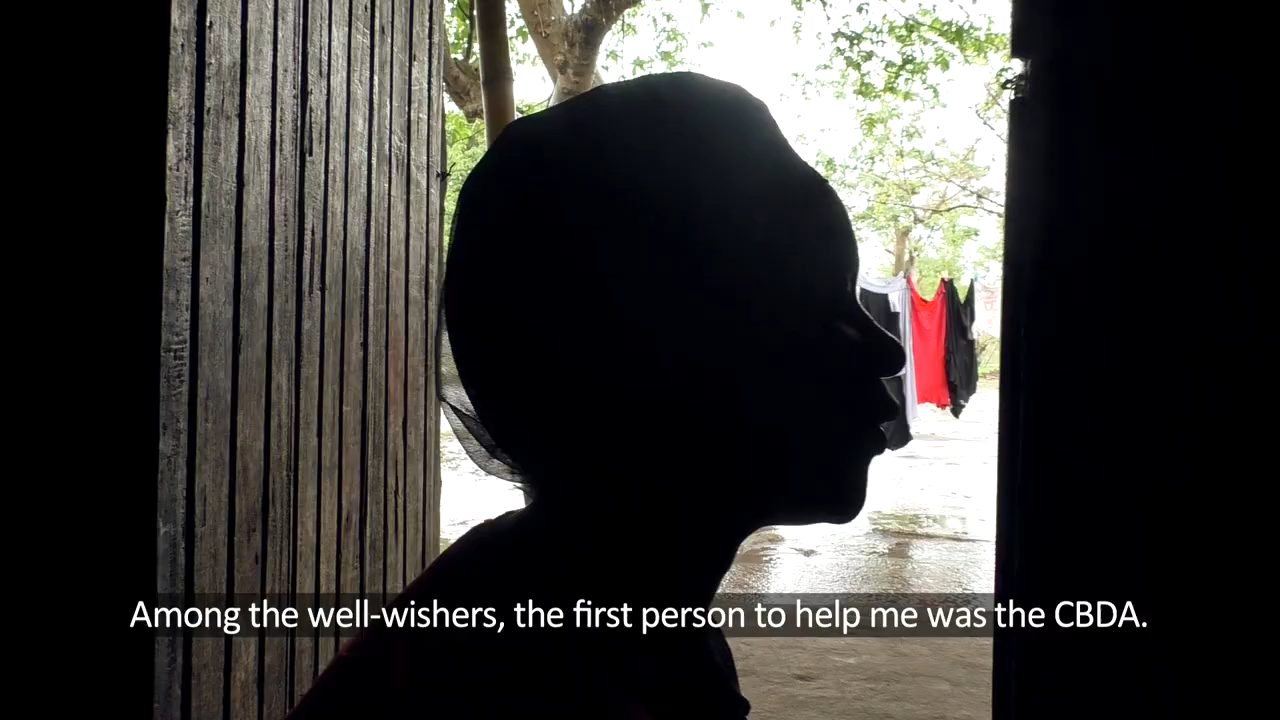 Among the well-wishers, the first person to help me was the CBDA.